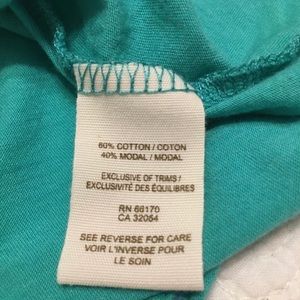 60% COTTON / COTON
40% MODAL / MODAL
EXCLUSIVE OF TRIMS /
EXCLUSIVITÉ DES ÉQUILIBRES
RN 66170
CA 32054
SEE REVERSE FOR CARE
VOIR L'INVERSE POUR
LE SOIN